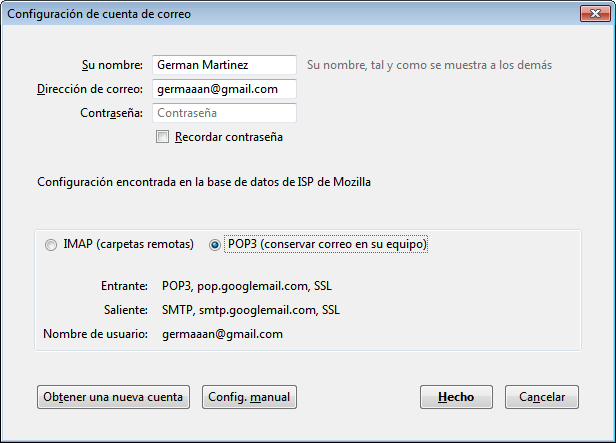 Configuración de cuenta de correo
Su nombre: German Martinez Su nombre, tal y como se muestra a los demás
Dirección de correo: germaaan@gmail.com
Contraseña: Contraseña
Recordar contraseña
Configuración encontrada en la base de datos de ISP de Mozilla
IMAP (carpetas remotas) POP3 (conservar correo en su equipo)
Entrante: POP3, pop.googlemail.com, SSL
Saliente: SMTP, smtp.googlemail.com, SSL
Nombre de usuario: germaaan@gmail.com
Obtener una nueva cuenta Config. manual Hecho Cancelar